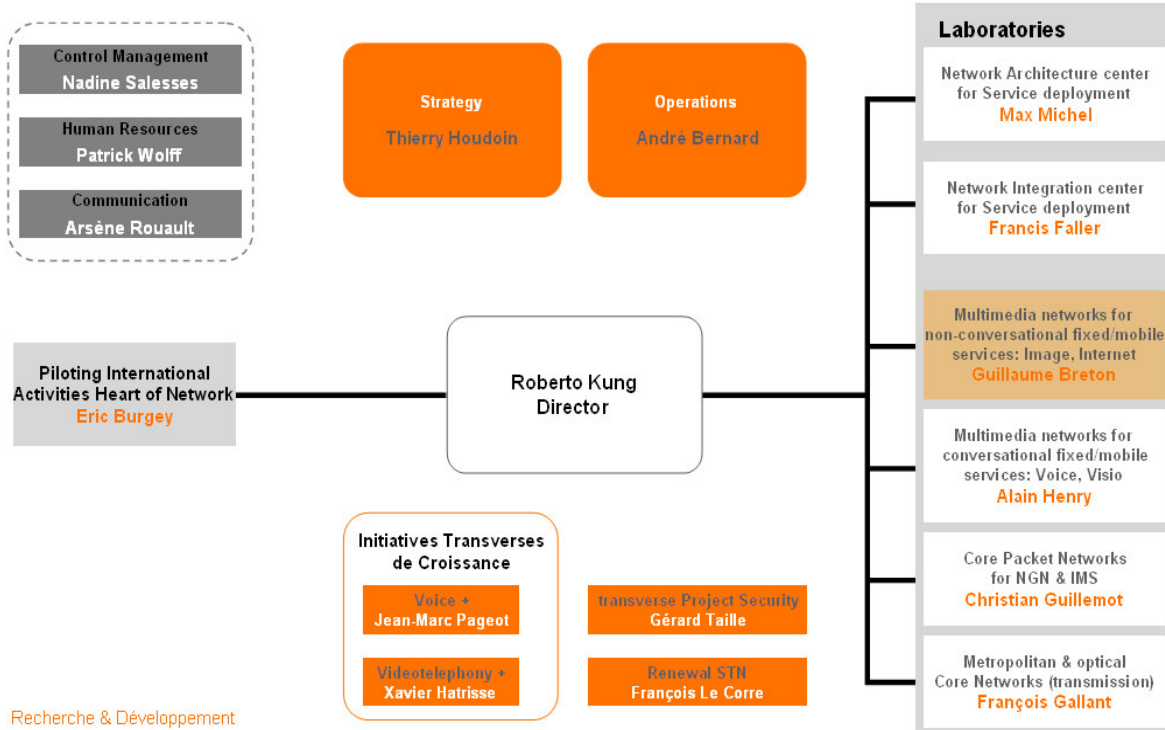 Control Management
Nadine Salesses
Human Resources
Patrick Wolff
Communication
Arsène Rouault
Strategy
Thierry Houdoin
Operations
André Bernard
Laboratories
Network Architecture center
for Service deployment
Max Michel
Network Integration center
for Service deployment
Francis Faller
Multimedia networks for
non-conversational fixed/mobile
services: Image, Internet
Guillaume Breton
Multimedia networks for
conversational fixed/mobile
services: Voice, Visio
Alain Henry
Core Packet Networks
for NGN & IMS
Christian Guillemot
Metropolitan & optical
Core Networks (transmission)
François Gallant
Piloting International
Activities Heart of Network
Eric Burgey
Roberto Kung
Director
Initiatives Transverses
de Croissance
Voice +
Jean-Marc Pageot
Videotelephony +
Xavier Hatrisse
transverse Project Security
Gérard Taille
Renewal STN
François Le Corre
Recherche & Développement